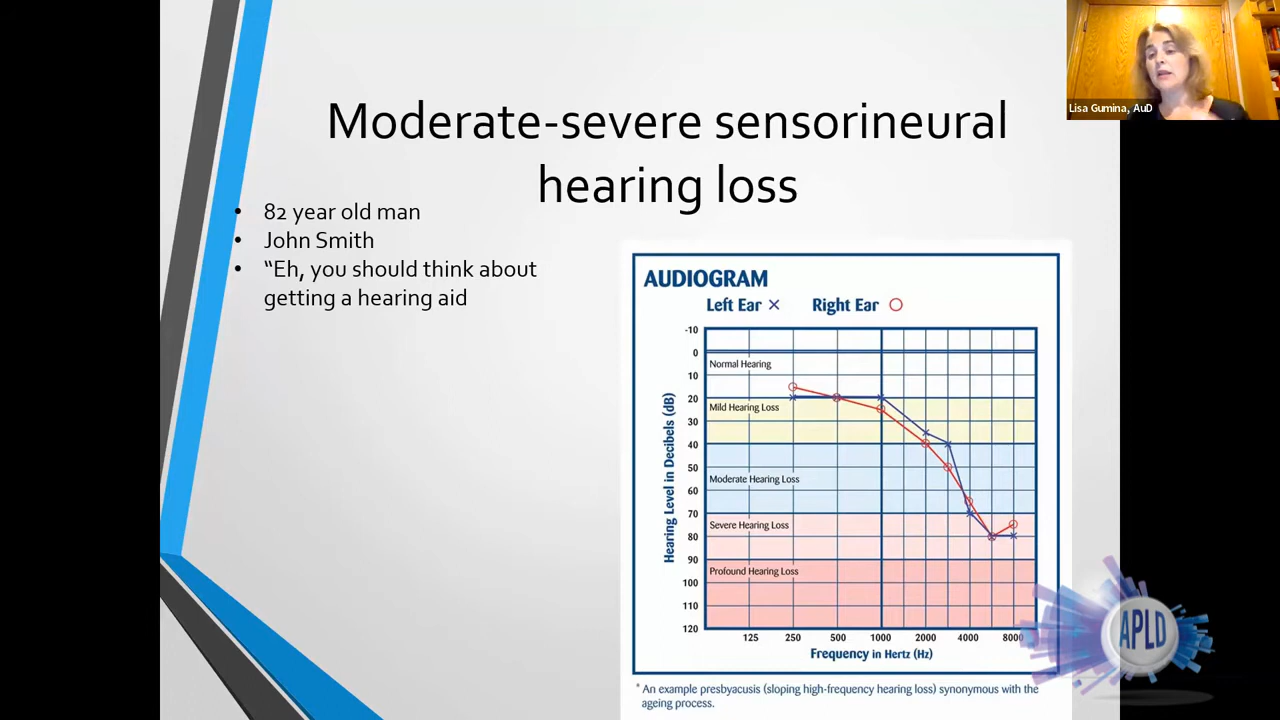 Moderate-severe sensorineural
hearing loss
• 82 year old man
• John Smith
• “Eh, you should think about
getting a hearing aid
Lisa Gumina, AuD
AUDIOGRAM
Left Ear × Right Ear ○
-10
0
10
20
30
40
50
60
70
80
90
100
110
120
Hearing Level in Decibels (dB)
Normal Hearing
Mild Hearing Loss
Moderate Hearing Loss
Severe Hearing Loss
Profound Hearing Loss
125 250 500 1000 2000 4000 8000
Frequency in Hertz (Hz)
* An example presbyacusis (sloping high-frequency hearing loss) synonymous with the
ageing process.
APLD